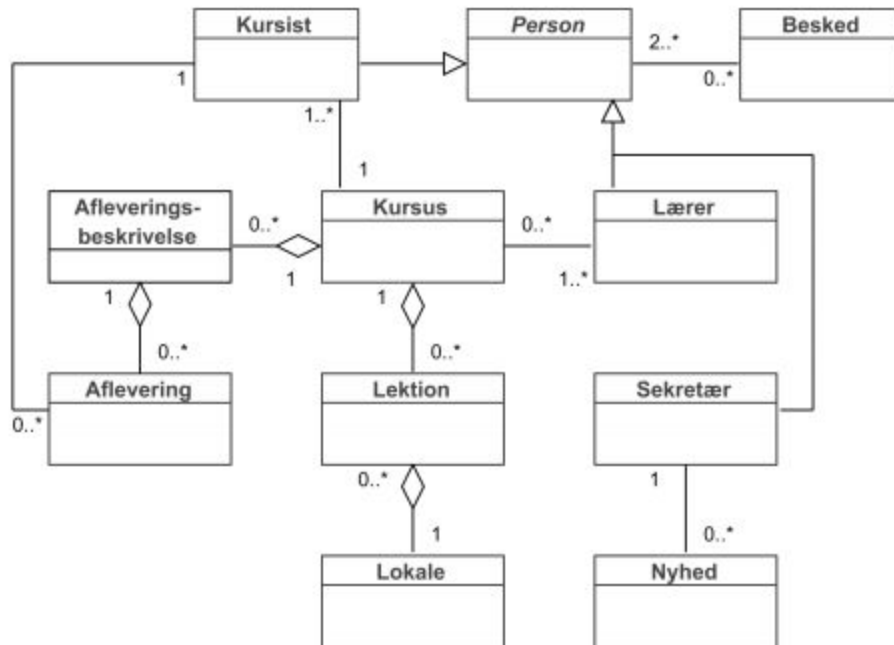 Kursist
Person
Besked
2..*
0..*
1
1..*
1
Afleverings-
beskrivelse
0..*
1
Kursus
0..*
1..*
Lærer
1
0..*
1
0..*
Aflevering
0..*
Lektion
Sekretær
0..*
1
1
0..*
Lokale
Nyhed